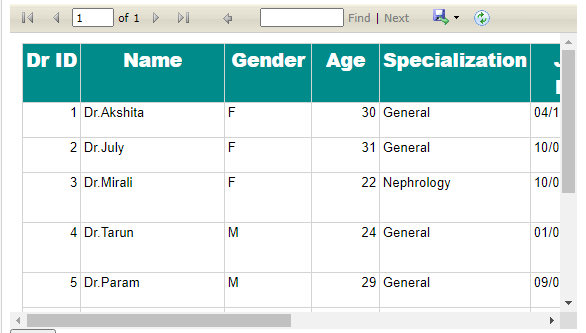 1 of 1 Find | Next
Dr ID Name Gender Age Specialization
1 Dr.Akshita F 30 General 04/1
2 Dr.July F 31 General 10/0
3 Dr.Mirali F 22 Nephrology 10/0
4 Dr.Tarun M 24 General 01/0
5 Dr.Param M 29 General 09/0